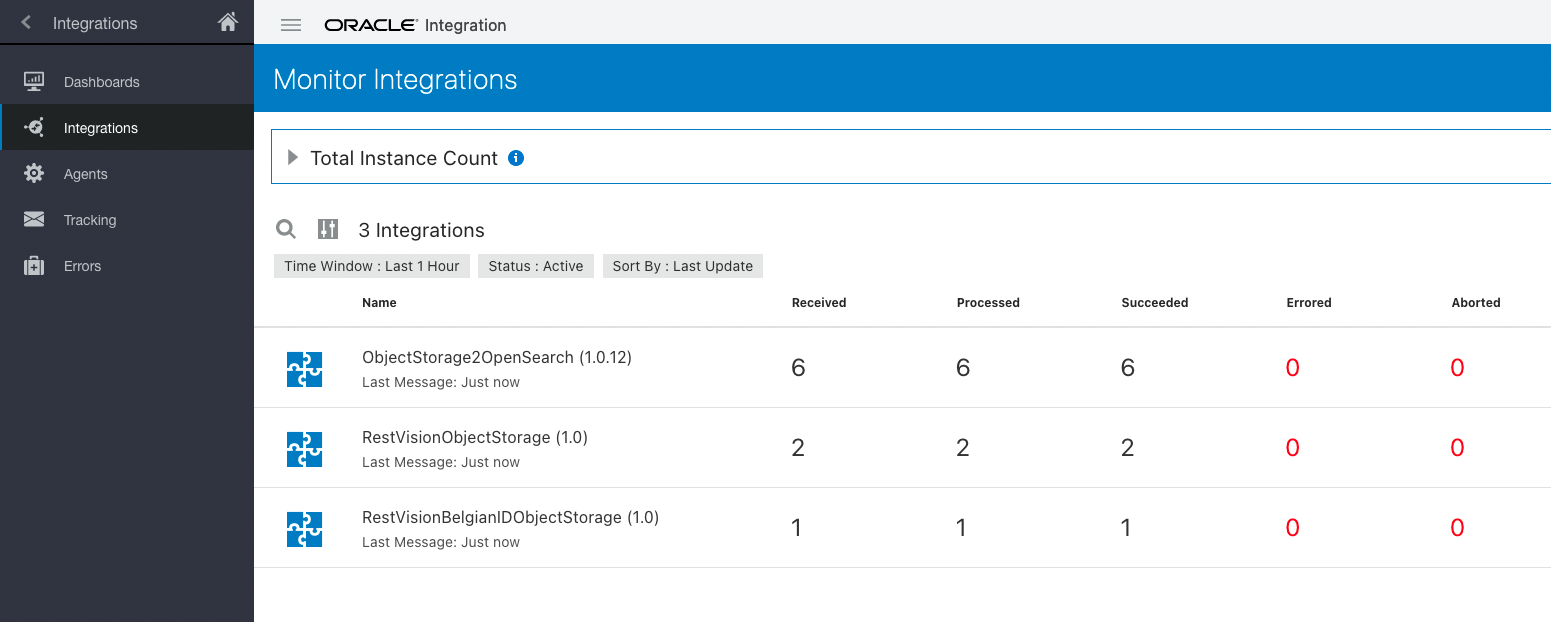 Integrations
ORACLE® Integration
Dashboards
Integrations
Agents
Tracking
Errors
Monitor Integrations
Total Instance Count
3 Integrations
Time Window : Last 1 Hour Status : Active Sort By : Last Update
Name Received Processed Succeeded Errored Aborted
ObjectStorage2OpenSearch (1.0.12)
Last Message: Just now
6 6 6 0 0
RestVisionObjectStorage (1.0)
Last Message: Just now
2 2 2 0 0
RestVisionBelgianIDObjectStorage (1.0)
Last Message: Just now
1 1 1 0 0